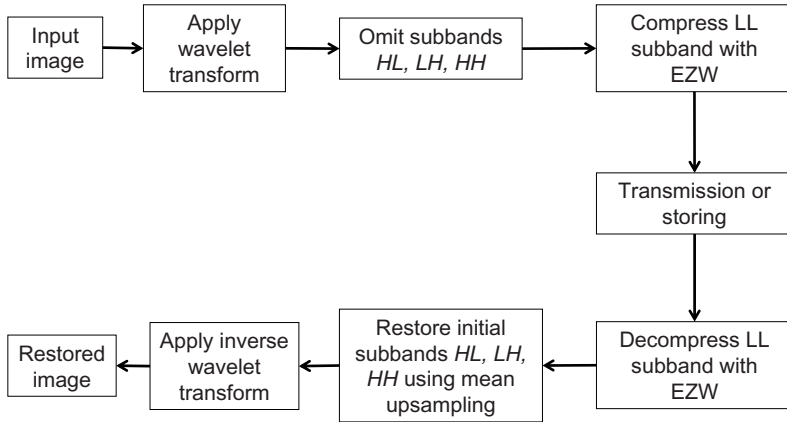 Input
image
Apply
wavelet
transform
Omit subbands
HL, LH, HH
Compress LL
subband with
EZW
Transmission or
storing
Decompress LL
subband with
EZW
Restore initial
subbands HL, LH,
HH using mean
upsampling
Apply inverse
wavelet
transform
Restored
image